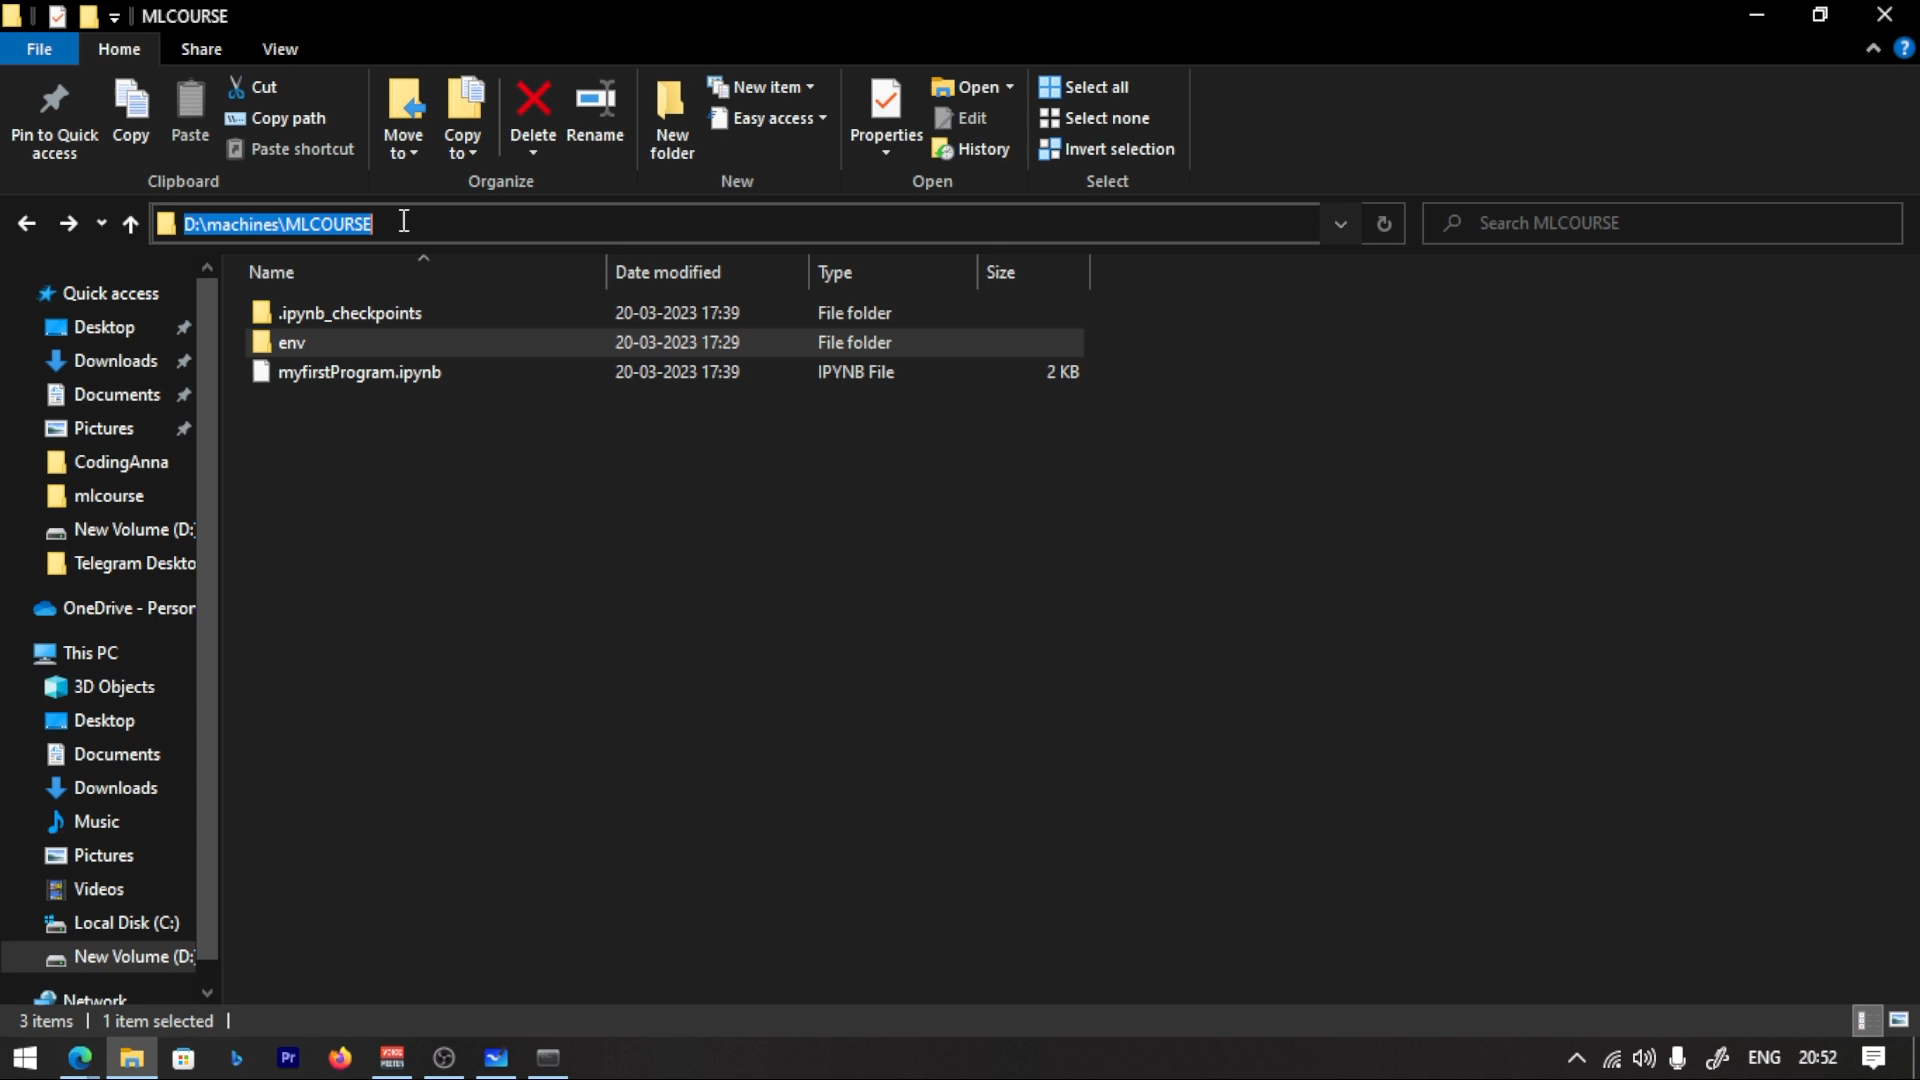 MLCOURSE
File Home Share View
Pin to Quick access
Copy
Paste
Cut
Copy path
Paste shortcut
Clipboard
Move to
Copy to
Delete
Rename
Organize
New folder
New item
Easy access
New
Properties
Open
Edit
History
Open
Select all
Select none
Invert selection
Select
D:\machines\MLCOURSE
Search MLCOURSE
Name Date modified Type Size
.ipynb_checkpoints 20-03-2023 17:39 File folder
env 20-03-2023 17:29 File folder
myfirstProgram.ipynb 20-03-2023 17:39 IPYNB File 2 KB
Quick access
Desktop
Downloads
Documents
Pictures
CodingAnna
mlcourse
New Volume (D:)
Telegram Deskto
OneDrive - Person
This PC
3D Objects
Desktop
Documents
Downloads
Music
Pictures
Videos
Local Disk (C:)
New Volume (D:)
Network
3 items 1 item selected
Pr
ENG 20:52